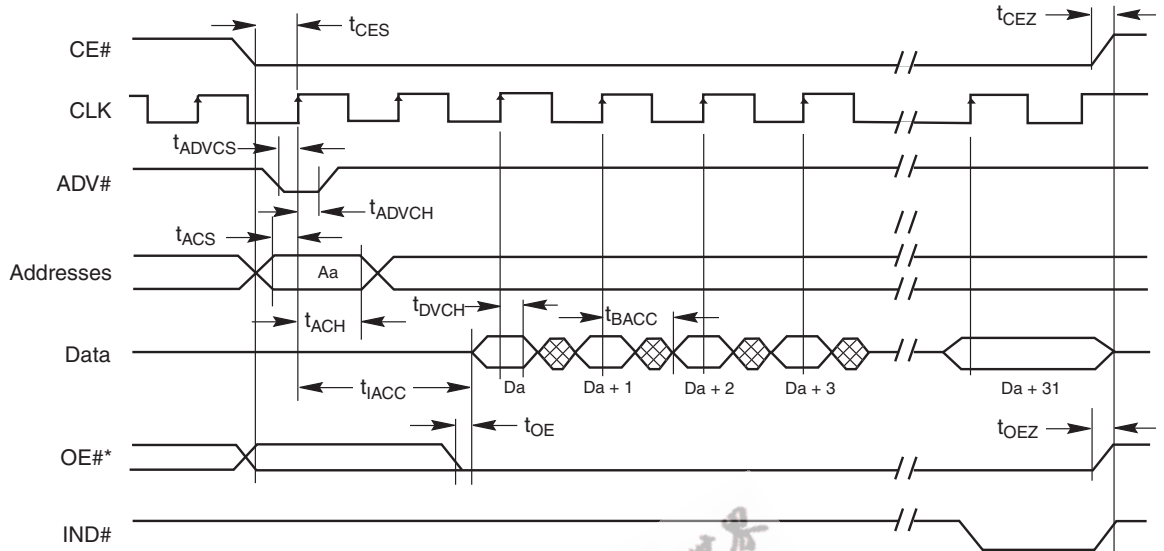 tCES
tCEZ
CE#
CLK
tADVCS
ADV#
tADVCH
tACS
Addresses
Aa
tDVCH
tBACC
tACH
Data
Da
Da + 1
Da + 2
Da + 3
Da + 31
tIACC
tOE
tOEZ
OE#*
IND#